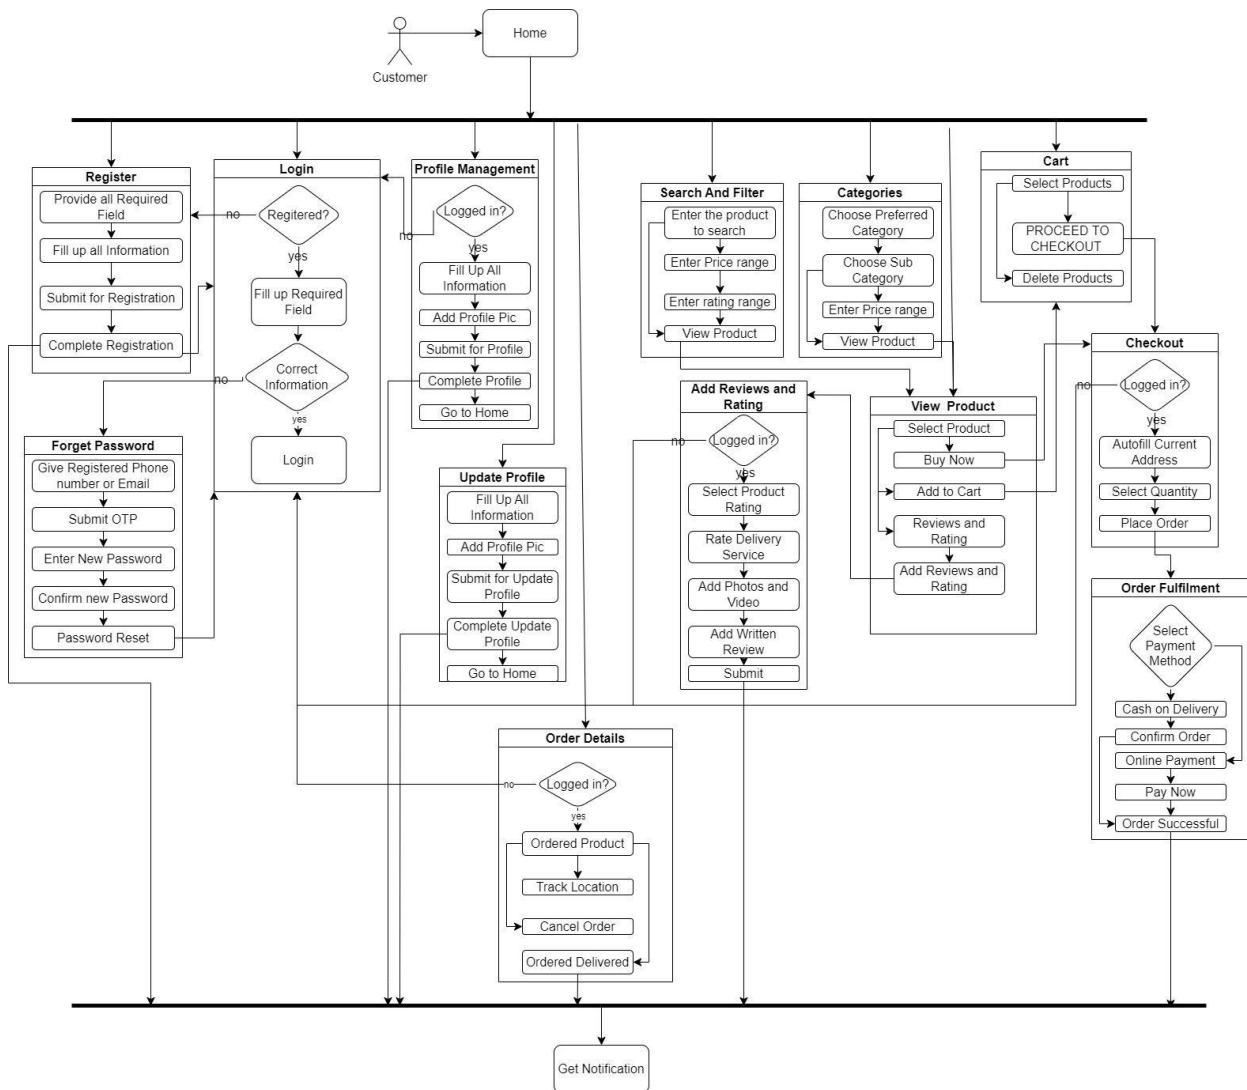 Home
Customer
Register
Provide all Required
Field
Fill up all Information
Submit for Registration
Complete Registration
Login
Regitered?
no
yes
Fill up Required
Field
Correct
Information
no
yes
Login
Forget Password
Give Registered Phone
number or Email
Submit OTP
Enter New Password
Confirm new Password
Password Reset
Profile Management
Logged in?
no
yes
Fill Up All
Information
Add Profile Pic
Submit for Profile
Complete Profile
Go to Home
Update Profile
Fill Up All
Information
Add Profile Pic
Submit for Update
Profile
Complete Update
Profile
Go to Home
Search And Filter
Enter the product
to search
Enter Price range
Enter rating range
View Product
Categories
Choose Preferred
Category
Choose Sub
Category
Enter Price range
View Product
Cart
Select Products
PROCEED TO
CHECKOUT
Delete Products
Add Reviews and
Rating
no
Logged in?
yes
Select Product
Rating
Rate Delivery
Service
Add Photos and
Video
Add Written
Review
Submit
View Product
Select Product
Buy Now
Add to Cart
Reviews and
Rating
Add Reviews and
Rating
Checkout
no
Logged in?
yes
Autofill Current
Address
Select Quantity
Place Order
Order Fulfilment
Select
Payment
Method
Cash on Delivery
Confirm Order
Online Payment
Pay Now
Order Successful
Order Details
no
Logged in?
yes
Ordered Product
Track Location
Cancel Order
Ordered Delivered
Get Notification